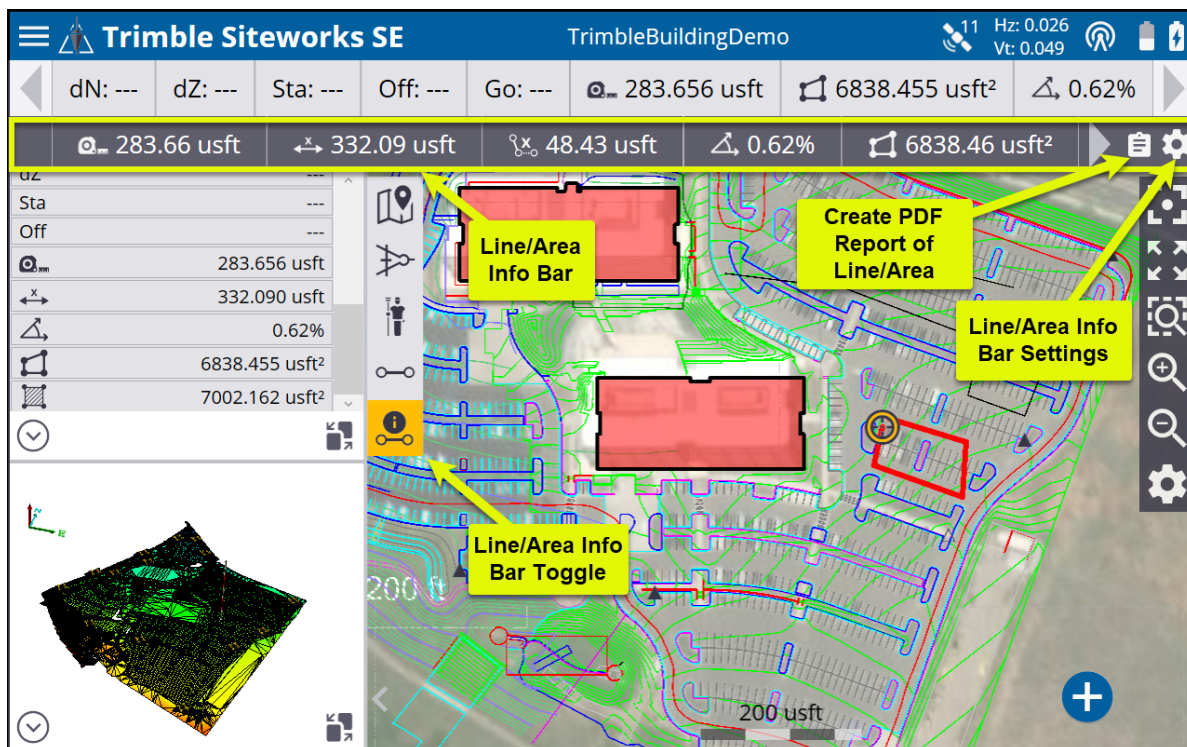 Trimble Siteworks SE
TrimbleBuildingDemo
11
Hz: 0.026
Vt: 0.049
dN: ---
dZ: ---
Sta: ---
Off: ---
Go: ---
283.656 usft
6838.455 usft²
0.62%
283.66 usft
332.09 usft
48.43 usft
0.62%
6838.46 usft²
dZ ---
Sta ---
Off ---
283.656 usft
332.090 usft
0.62%
6838.455 usft²
7002.162 usft²
Line/Area
Info Bar
Create PDF
Report of
Line/Area
Line/Area Info
Bar Settings
Line/Area Info
Bar Toggle
200 ft
200 usft